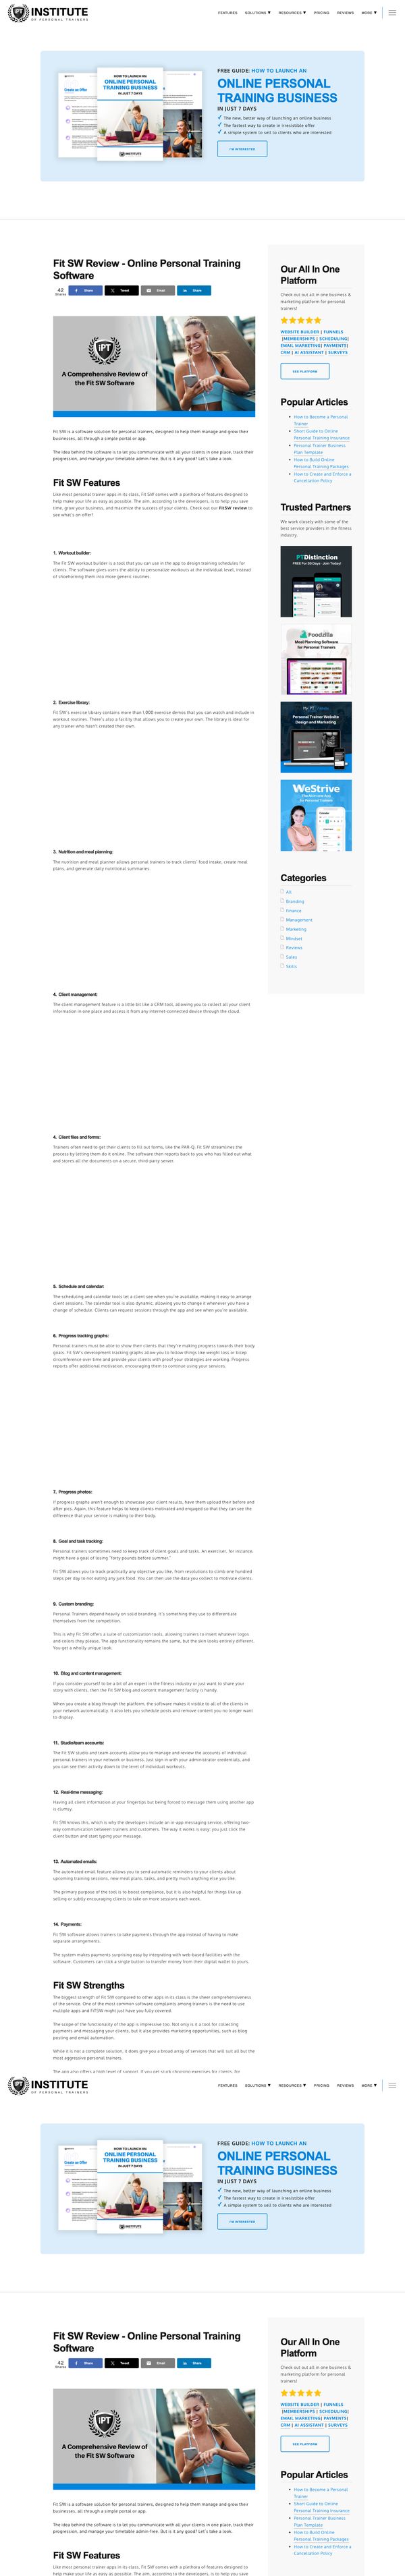 INSTITUTE
OF PERSONAL TRAINERS
FEATURES SOLUTIONS ▼ RESOURCES ▼ PRICING REVIEWS MORE ▼
FREE GUIDE: HOW TO LAUNCH AN
ONLINE PERSONAL
TRAINING BUSINESS
IN JUST 7 DAYS
✓ The new, better way of launching an online business
✓ The fastest way to create in irresistible offer
✓ A simple system to sell to clients who are interested
I'M INTERESTED
Create an Offer
HOW TO LAUNCH AN
ONLINE PERSONAL
TRAINING BUSINESS
IN JUST 7 DAYS
INSTITUTE
Fit SW Review - Online Personal Training
Software
42
Shares
Share
Tweet
Email
Share
IPT
A Comprehensive Review of
the Fit SW Software
Fit SW is a software solution for personal trainers, designed to help them manage and grow their
businesses, all through a simple portal or app.
The idea behind the software is to let you communicate with all your clients in one place, track their
progression, and manage your timetable admin free. But is it any good? Let's take a look.
Fit SW Features
Like most personal trainer apps in its class, Fit SW comes with a plethora of features designed to
help make your life as easy as possible. The aim, according to the developers, is to help you save
time, grow your business, and maximise the success of your clients. Check out our FitSW review to
see what's on offer?
1. Workout builder:
The Fit SW workout builder is a tool that you can use in the app to design training schedules for
clients. The software gives users the ability to personalise workouts at the individual level, instead
of shoehorning them into more generic routines.
2. Exercise library:
Fit SW's exercise library contains more than 1,000 exercise demos that you can watch and include in
workout routines. There's also a facility that allows you to create your own. The library is ideal for
any trainer who hasn't created their own.
3. Nutrition and meal planning:
The nutrition and meal planner allows personal trainers to track clients' food intake, create meal
plans, and generate daily nutritional summaries.
4. Client management:
The client management feature is a little-bit like a CRM tool, allowing you to collect all your client
information in one place and access it from any internet connected device through the cloud.
4. Client files and forms:
Trainers often need to get their clients to fill out forms, like the PAR-Q. Fit SW streamlines the
process by letting them do it online. The software then reports back to you who has filled out what
and stores all the documents on a secure, third-party server.
5. Schedule and calendar:
The scheduling and calendar tools let a client see when you're available, making it easy to arrange
client sessions. The calendar tool is also dynamic, allowing you to change it whenever you have a
change of schedule. Clients can request sessions through the app and see when you're available.
6. Progress tracking graphs:
Personal trainers must be able to show their clients that they're making progress towards their body
goals. Fit SW's development tracking graphs allow you to follow things like weight loss or bicep
circumference over time and provide your clients with proof your strategies are working. Progress
reports offer additional motivation, encouraging them to continue using your services.
7. Progress photos:
If progress graphs aren't enough to showcase your client results, have them upload their before and
after pics. Again, this feature helps to keep clients motivated and engaged so that they can see the
difference that your service is making to their body.
8. Goal and task tracking:
Personal trainers sometimes need to keep track of client goals and tasks. An exerciser, for instance,
might have a goal of losing "forty pounds before summer."
Fit SW allows you to track practically any objective you like, from resolutions to climb one hundred
steps per day to not eating any junk food. You can then use the data you collect to motivate clients.
9. Custom branding:
Personal Trainers depend heavily on solid branding. It's something they use to differentiate
themselves from the competition.
This is why Fit SW offers a suite of customization tools, allowing trainers to insert whatever logos
and colors they please. The app functionality remains the same, but the skin looks entirely different.
You get a wholly unique look.
10. Blog and content management:
If you consider yourself to be a bit of an expert in the fitness industry or just want to share your
story with clients, then the Fit SW blog and content management facility is handy.
When you create a blog through the platform, the software makes it visible to all of the clients in
your network automatically. It also lets you schedule posts and remove content you no longer want
to display.
11. Studio/team accounts:
The Fit SW studio and team accounts allow you to manage and review the accounts of individual
personal trainers in your network or business. Just sign in with your administrator credentials, and
you can see their activity down to the level of individual workouts.
12. Real-time messaging:
Having all client information at your fingertips but being forced to message them using another app
is clumsy.
Fit SW knows this, which is why the developers include an in-app messaging service, offering two-
way communication between trainers and customers. The way it works is easy: you just click the
client button and start typing your message.
13. Automated emails:
The automated email feature allows you to send automatic reminders to your clients about
upcoming training sessions, new meal plans, tasks, and pretty much anything else you like.
The primary purpose of the tool is to boost compliance, but it is also helpful for things like up
selling or subtly encouraging clients to take on more sessions each week.
14. Payments:
Fit SW software allows trainers to take payments through the app instead of having to make
separate arrangements.
The system makes payments surprising easy by integrating with web-based facilities with the
software. Customers can click a single button to transfer money from their digital wallet to yours.
Fit SW Strengths
The biggest strength of Fit SW compared to other apps in its class is the sheer comprehensiveness
of the service. One of the most common software complaints among trainers is the need to use
multiple apps and FITSW might just have you fully covered.
The scope of the functionality of the app is impressive too. Not only is it a tool for collecting
payments and messaging your clients, but it also provides marketing opportunities, such as blog
posting and email automation.
While it is not a complete solution, it does give you a broad array of services that will suit all but the
most aggressive personal trainers.
The app also offers a high level of support. If you get stuck choosing exercises for clients, for
Our All In One
Platform
Check out out all in one business &
marketing platform for personal
trainers!
WEBSITE BUILDER | FUNNELS
|MEMBERSHIPS | SCHEDULING|
EMAIL MARKETING| PAYMENTS|
CRM | AI ASSISTANT | SURVEYS
SEE PLATFORM
Popular Articles
How to Become a Personal
Trainer
Short Guide to Online
Personal Training Insurance
Personal Trainer Business
Plan Template
How to Build Online
Personal Training Packages
How to Create and Enforce a
Cancellation Policy
Trusted Partners
We work closely with some of the
best service providers in the fitness
industry.
PTDistinction
FREE For 30 Days - Join Today!
Foodzilla
Meal Planning Software
for Personal Trainers
My PT Website
Personal Trainer Website
Design and Marketing
WeStrive
The Best New App
for Personal Trainers
Categories
All
Branding
Finance
Management
Marketing
Mindset
Reviews
Sales
Skills
INSTITUTE
OF PERSONAL TRAINERS
FEATURES SOLUTIONS ▼ RESOURCES ▼ PRICING REVIEWS MORE ▼
FREE GUIDE: HOW TO LAUNCH AN
ONLINE PERSONAL
TRAINING BUSINESS
IN JUST 7 DAYS
✓ The new, better way of launching an online business
✓ The fastest way to create in irresistible offer
✓ A simple system to sell to clients who are interested
I'M INTERESTED
Create an Offer
HOW TO LAUNCH AN
ONLINE PERSONAL
TRAINING BUSINESS
IN JUST 7 DAYS
INSTITUTE
Fit SW Review - Online Personal Training
Software
42
Shares
Share
Tweet
Email
Share
IPT
A Comprehensive Review of
the Fit SW Software
Fit SW is a software solution for personal trainers, designed to help them manage and grow their
businesses, all through a simple portal or app.
The idea behind the software is to let you communicate with all your clients in one place, track their
progression, and manage your timetable admin free. But is it any good? Let's take a look.
Fit SW Features
Like most personal trainer apps in its class, Fit SW comes with a plethora of features designed to
help make your life as easy as possible. The aim, according to the developers, is to help you save
Our All In One
Platform
Check out out all in one business &
marketing platform for personal
trainers!
WEBSITE BUILDER | FUNNELS
|MEMBERSHIPS | SCHEDULING|
EMAIL MARKETING| PAYMENTS|
CRM | AI ASSISTANT | SURVEYS
SEE PLATFORM
Popular Articles
How to Become a Personal
Trainer
Short Guide to Online
Personal Training Insurance
Personal Trainer Business
Plan Template
How to Build Online
Personal Training Packages
How to Create and Enforce a
Cancellation Policy